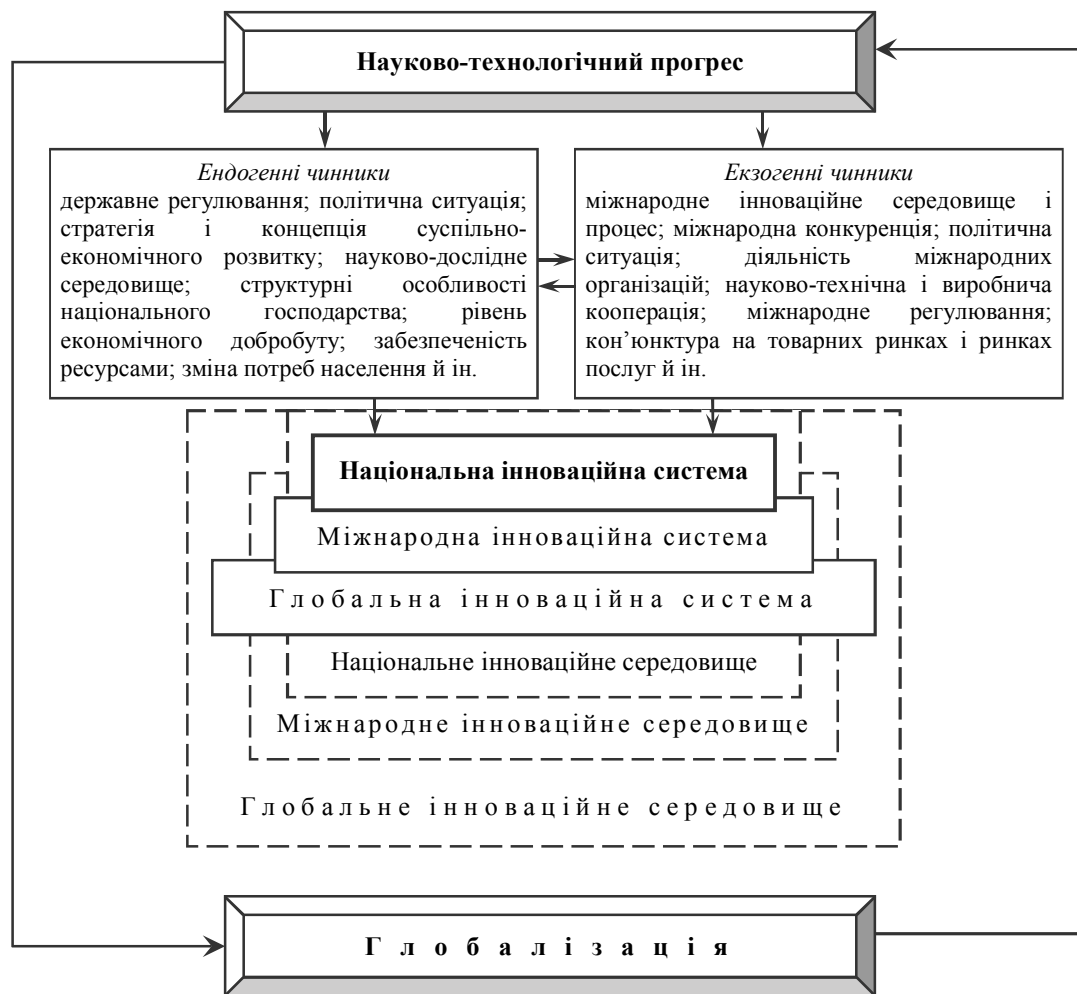 Науково-технологічний прогрес
Ендогенні чинники
державне регулювання; політична ситуація;
стратегія і концепція суспільно-
економічного розвитку; науково-дослідне
середовище; структурні особливості
національного господарства; рівень
економічного добробуту; забезпеченість
ресурсами; зміна потреб населення й ін.
Екзогенні чинники
міжнародне інноваційне середовище і
процес; міжнародна конкуренція; політична
ситуація; діяльність міжнародних
організацій; науково-технічна і виробнича
кооперація; міжнародне регулювання;
кон’юнктура на товарних ринках і ринках
послуг й ін.
Національна інноваційна система
Міжнародна інноваційна система
Глобальна інноваційна система
Національне інноваційне середовище
Міжнародне інноваційне середовище
Глобальне інноваційне середовище
Глобалізація